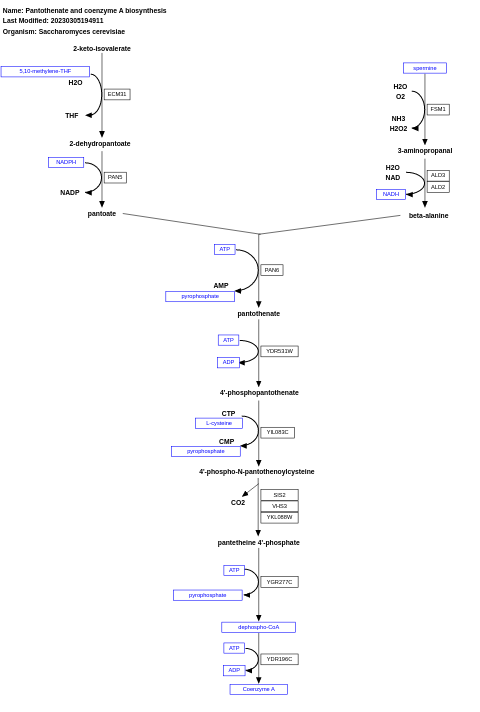 Name: Pantothenate and coenzyme A biosynthesis
Last Modified: 20230305194911
Organism: Saccharomyces cerevisiae
2-keto-isovalerate
5,10-methylene-THF
H2O
ECM31
THF
2-dehydropantoate
NADPH
PAN5
NADP
pantoate
spermine
H2O
O2
FSM1
NH3
H2O2
3-aminopropanal
H2O
NAD
ALD3
ALD2
NADH
beta-alanine
ATP
PAN6
AMP
pyrophosphate
pantothenate
ATP
YDR531W
ADP
4'-phosphopantothenate
CTP
L-cysteine
YIL083C
CMP
pyrophosphate
4'-phospho-N-pantothenoylcysteine
CO2
SIS2
VHS3
YKL088W
pantetheine 4'-phosphate
ATP
YGR277C
pyrophosphate
dephospho-CoA
ATP
YDR196C
ADP
Coenzyme A